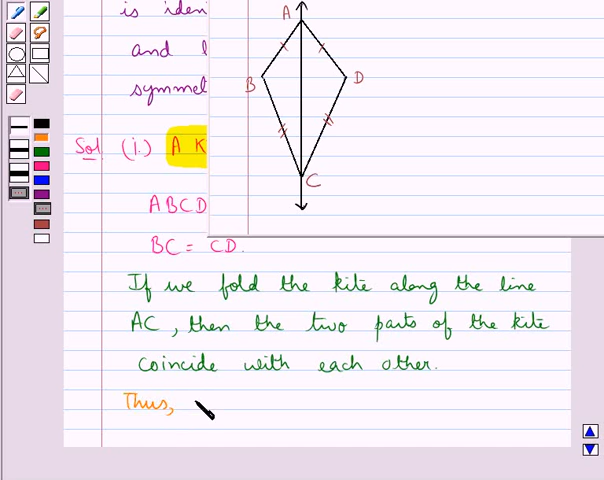 is iden
and
symmet
Sol (i.) A K
ABCD
BC = CD.
If we fold the kite along the line
AC, then the two parts of the kite
coincide with each other.
Thus,
A
B
D
C